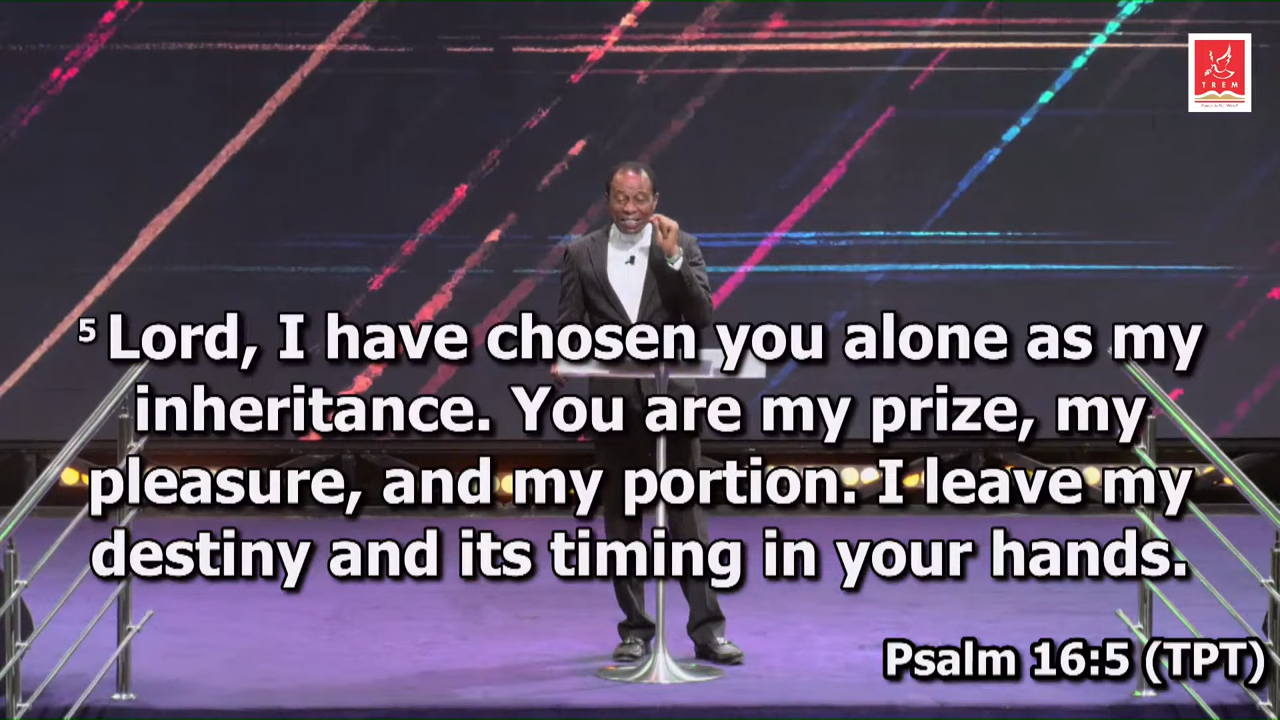 TREM
⁵ Lord, I have chosen you alone as my
inheritance. You are my prize, my
pleasure, and my portion. I leave my
destiny and its timing in your hands.
Psalm 16:5 (TPT)